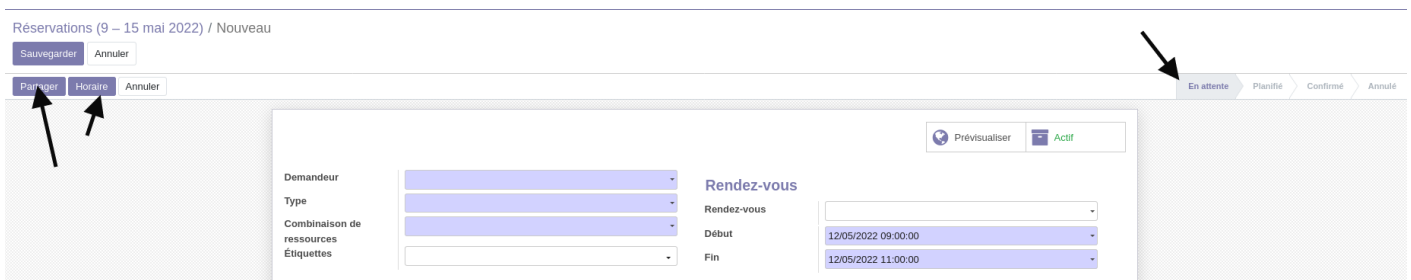 Réservations (9 – 15 mai 2022) / Nouveau
Sauvegarder Annuler
Partager Horaire Annuler
En attente Planifié Confirmé Annulé
Prévisualiser Actif
Demandeur
Type
Combinaison de
ressources
Étiquettes
Rendez-vous
Rendez-vous
Début 12/05/2022 09:00:00
Fin 12/05/2022 11:00:00